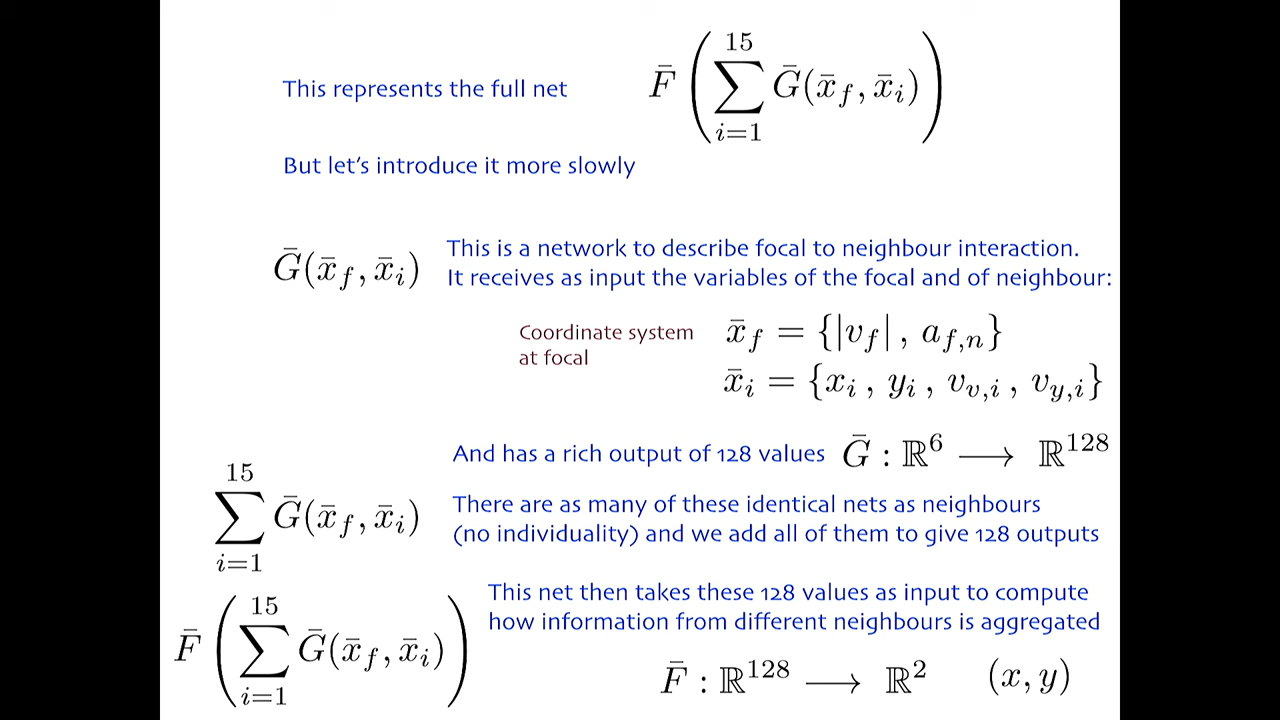 This represents the full net F̄ ( ∑_{i=1}^{15} Ḡ(x̄_f, x̄_i) )
But let's introduce it more slowly
Ḡ(x̄_f, x̄_i) This is a network to describe focal to neighbour interaction.
It receives as input the variables of the focal and of neighbour:
Coordinate system
at focal
x̄_f = {|v_f| , a_{f,n}}
x̄_i = {x_i , y_i , v_{v,i} , v_{y,i}}
And has a rich output of 128 values Ḡ : ℝ^6 ⟶ ℝ^{128}
∑_{i=1}^{15} Ḡ(x̄_f, x̄_i)
There are as many of these identical nets as neighbours
(no individuality) and we add all of them to give 128 outputs
F̄ ( ∑_{i=1}^{15} Ḡ(x̄_f, x̄_i) )
This net then takes these 128 values as input to compute
how information from different neighbours is aggregated
F̄ : ℝ^{128} ⟶ ℝ^2 (x, y)